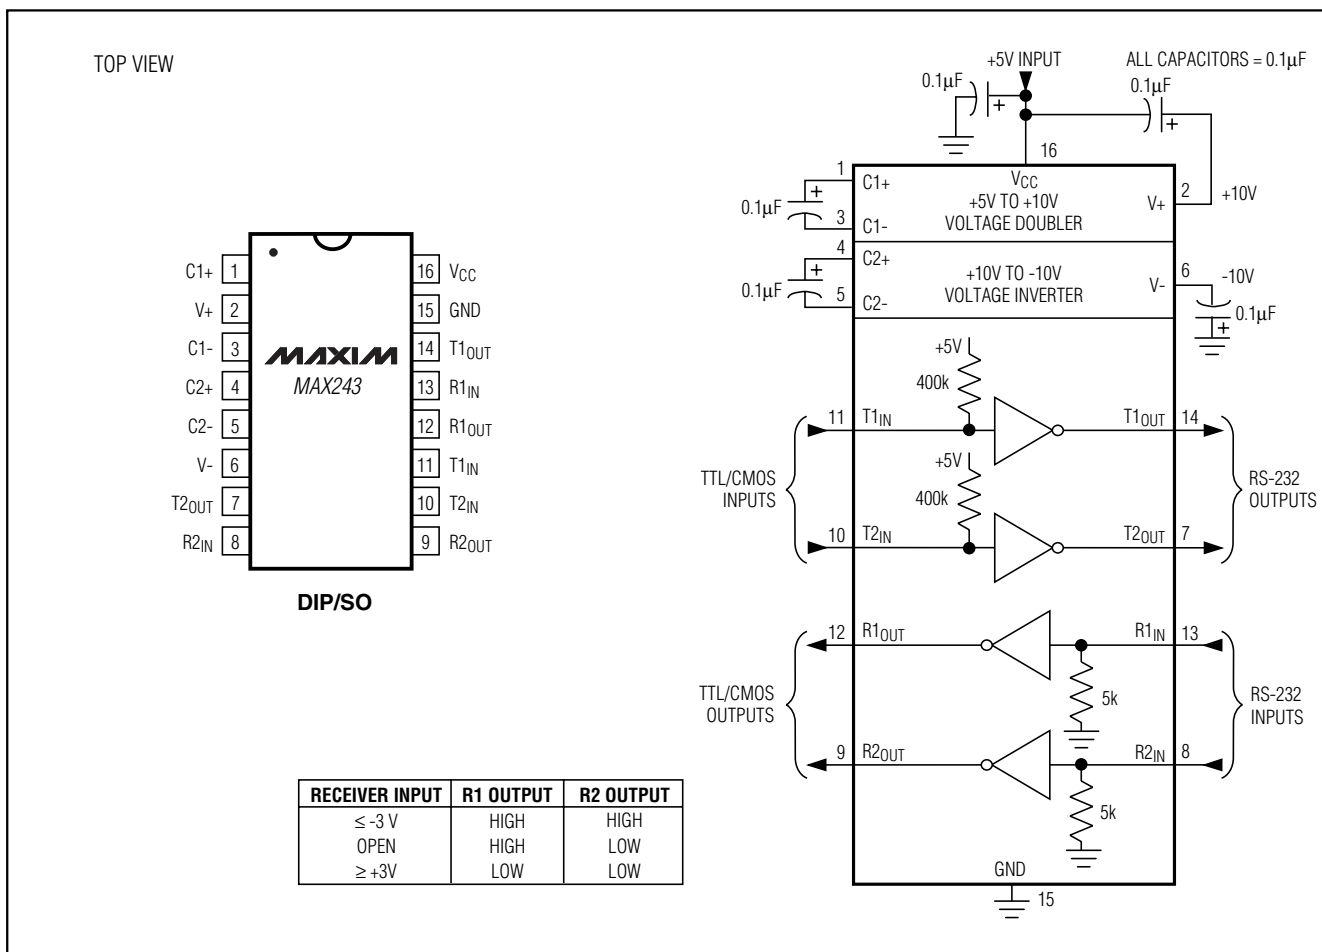 TOP VIEW
C1+ 1
V+ 2
C1- 3
C2+ 4
C2- 5
V- 6
T2OUT 7
R2IN 8
16 VCC
15 GND
14 T1OUT
13 R1IN
12 R1OUT
11 T1IN
10 T2IN
9 R2OUT
MAXIM
MAX243
DIP/SO
RECEIVER INPUT R1 OUTPUT R2 OUTPUT
≤ -3 V HIGH HIGH
OPEN HIGH LOW
≥ +3V LOW LOW
+5V INPUT
ALL CAPACITORS = 0.1µF
0.1µF
+
0.1µF
+
16
VCC
1
C1+
+
0.1µF
3
C1-
+5V TO +10V
VOLTAGE DOUBLER
V+
2
+10V
4
C2+
+
0.1µF
5
C2-
+10V TO -10V
VOLTAGE INVERTER
V-
6
-10V
0.1µF
+
+5V
400k
11 T1IN
T1OUT 14
+5V
400k
TTL/CMOS
INPUTS
RS-232
OUTPUTS
10 T2IN
T2OUT 7
12 R1OUT
R1IN 13
5k
TTL/CMOS
OUTPUTS
RS-232
INPUTS
9 R2OUT
R2IN 8
5k
GND
15